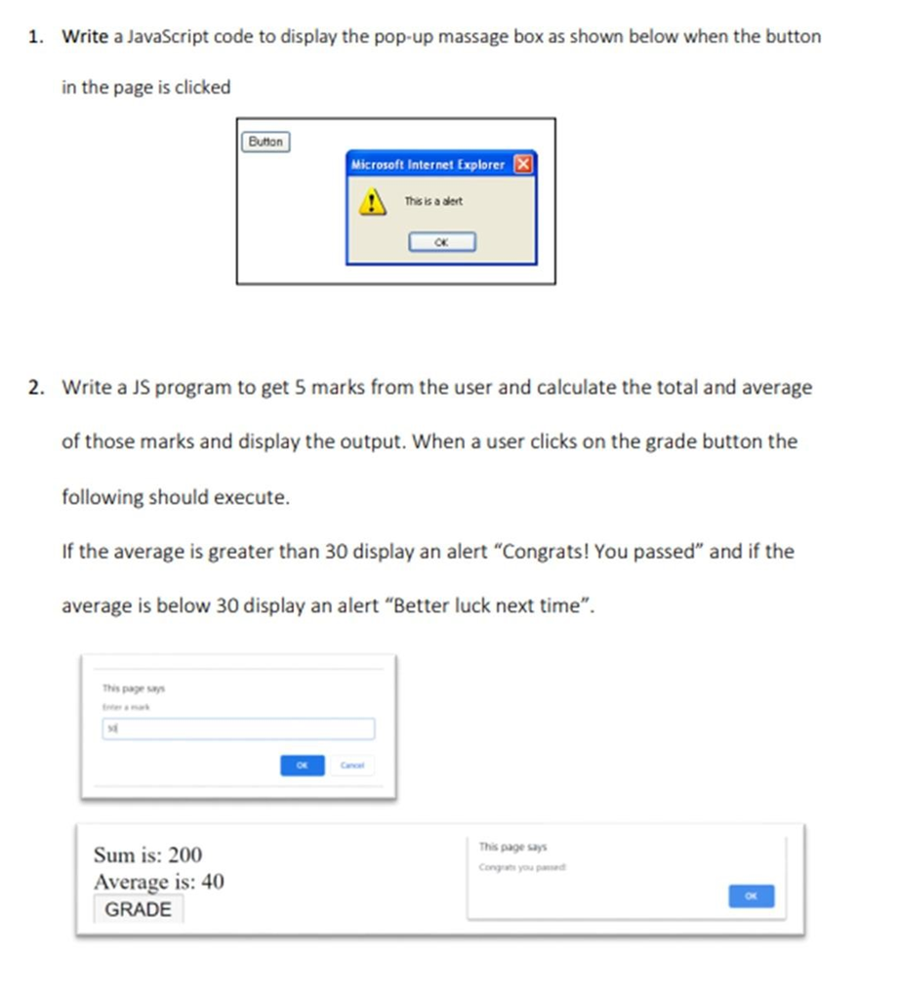 1. Write a JavaScript code to display the pop-up massage box as shown below when the button
in the page is clicked
Button
Microsoft Internet Explorer
This is a alert
OK
2. Write a JS program to get 5 marks from the user and calculate the total and average
of those marks and display the output. When a user clicks on the grade button the
following should execute.
If the average is greater than 30 display an alert “Congrats! You passed” and if the
average is below 30 display an alert “Better luck next time”.
This page says
Enter a mark
OK Cancel
Sum is: 200
Average is: 40
GRADE
This page says
Congrats you passed!
OK